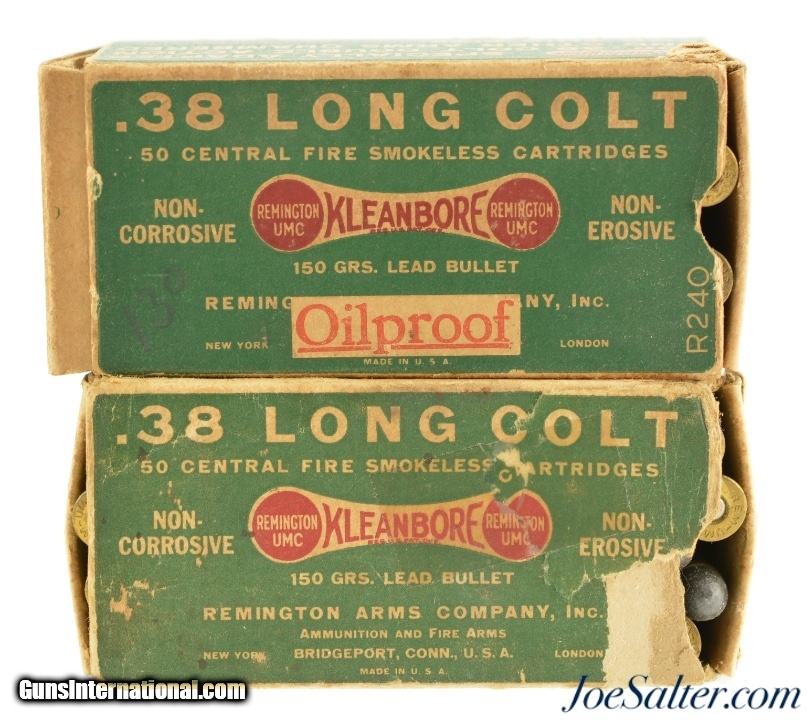 .38 LONG COLT
50 CENTRAL FIRE SMOKELESS CARTRIDGES
NON-
CORROSIVE
REMINGTON
UMC
KLEANBORE
REMINGTON
UMC
NON-
EROSIVE
150 GRS. LEAD BULLET
130
REMING
NY, INC.
Oilproof
NEW YORK
LONDON
MADE IN U. S. A.
R240
.38 LONG COLT
50 CENTRAL FIRE SMOKELESS CARTRIDGES
NON-
CORROSIVE
REMINGTON
UMC
KLEANBORE
REMINGTON
UMC
NON-
EROSIVE
150 GRS. LEAD BULLET
REMINGTON ARMS COMPANY, INC.
AMMUNITION AND FIRE ARMS
NEW YORK BRIDGEPORT, CONN., U. S. A. LONDON
MADE IN U. S. A.
GunsInternational.com
JoeSalter.com